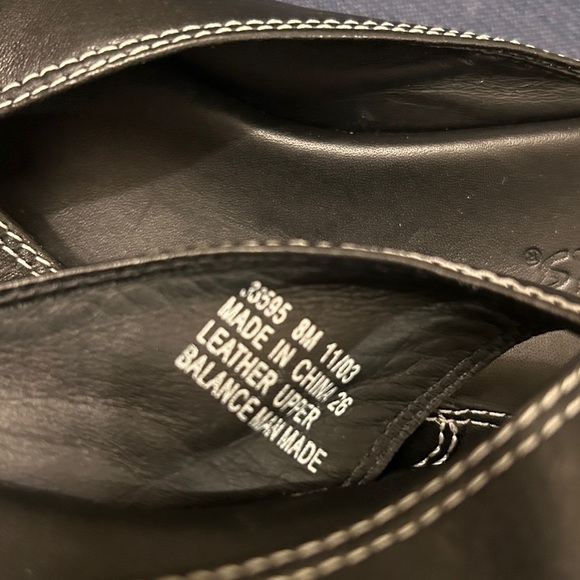 33595 8M 11/03
MADE IN CHINA 26
LEATHER UPPER
BALANCE MAN MADE